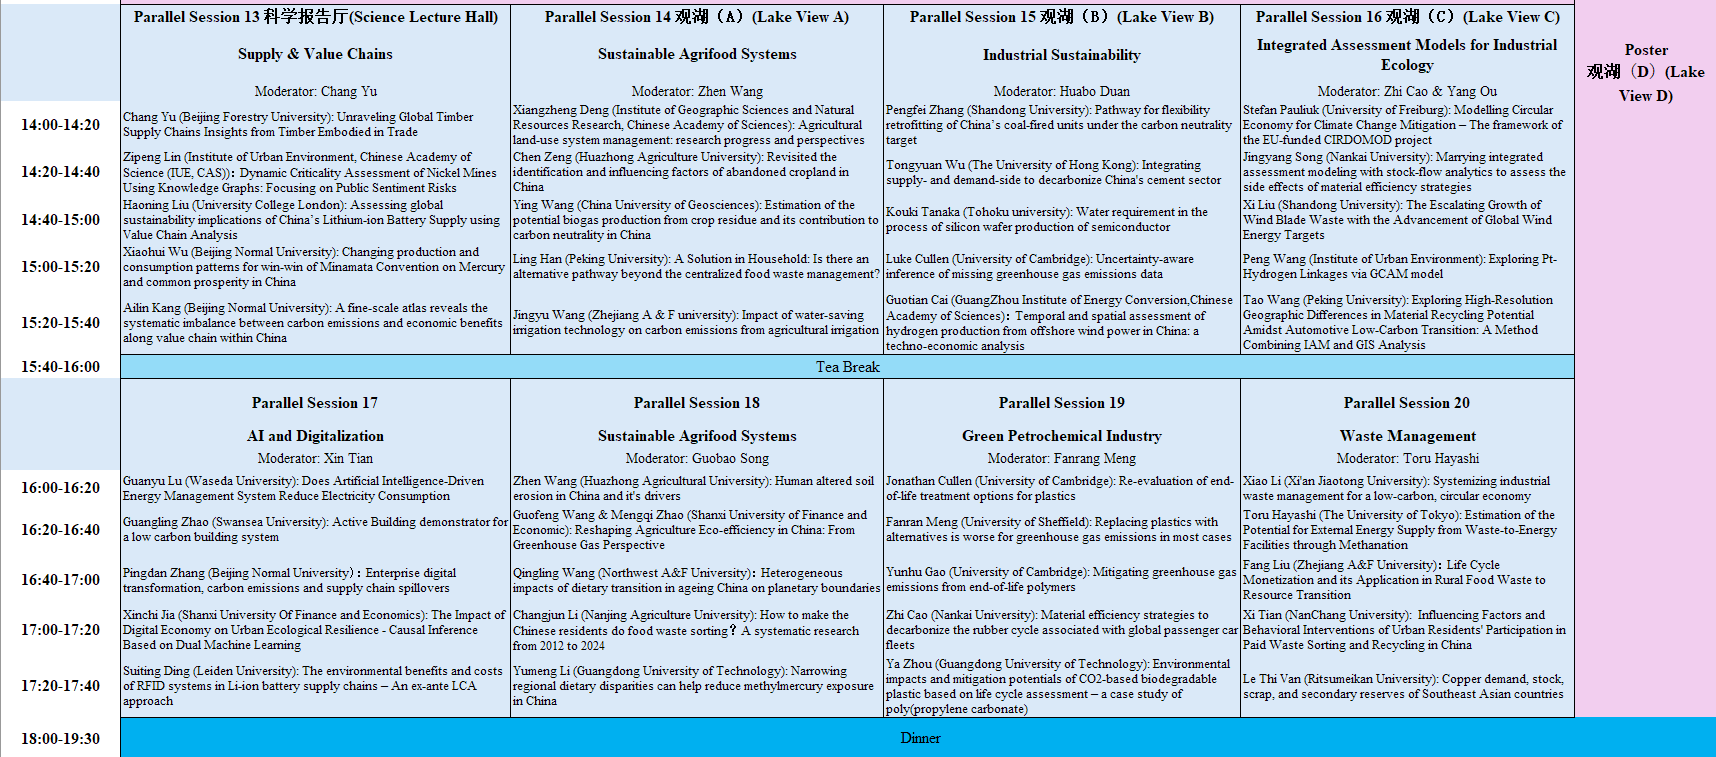 Parallel Session 13 科学报告厅(Science Lecture Hall)
Supply & Value Chains
Moderator: Chang Yu
Parallel Session 14 观湖（A）(Lake View A)
Sustainable Agrifood Systems
Moderator: Zhen Wang
Parallel Session 15 观湖（B）(Lake View B)
Industrial Sustainability
Moderator: Huabo Duan
Parallel Session 16 观湖（C）(Lake View C)
Integrated Assessment Models for Industrial
Ecology
Moderator: Zhi Cao & Yang Ou
Poster
观湖（D）(Lake
View D)
14:00-14:20
Chang Yu (Beijing Forestry University): Unraveling Global Timber
Supply Chains Insights from Timber Embodied in Trade
Xiangzheng Deng (Institute of Geographic Sciences and Natural
Resources Research, Chinese Academy of Sciences): Agricultural
land-use system management: research progress and perspectives
Pengfei Zhang (Shandong University): Pathway for flexibility
retrofitting of China's coal-fired units under the carbon neutrality
target
Stefan Pauliuk (University of Freiburg): Modelling Circular
Economy for Climate Change Mitigation – The framework of
the EU-funded CIRDOMOD project
14:20-14:40
Zipeng Lin (Institute of Urban Environment, Chinese Academy of
Science (IUE, CAS))：Dynamic Criticality Assessment of Nickel Mines
Using Knowledge Graphs: Focusing on Public Sentiment Risks
Chen Zeng (Huazhong Agriculture University): Revisited the
identification and influencing factors of abandoned cropland in
China
Tongyuan Wu (The University of Hong Kong): Integrating
supply- and demand-side to decarbonize China's cement sector
Jingyang Song (Nankai University): Marrying integrated
assessment modeling with stock-flow analytics to assess the
side effects of material efficiency strategies
14:40-15:00
Haoning Liu (University College London): Assessing global
sustainability implications of China's Lithium-ion Battery Supply using
Value Chain Analysis
Ying Wang (China University of Geosciences): Estimation of the
potential biogas production from crop residue and its contribution to
carbon neutrality in China
Kouki Tanaka (Tohoku university): Water requirement in the
process of silicon wafer production of semiconductor
Xi Liu (Shandong University): The Escalating Growth of
Wind Blade Waste with the Advancement of Global Wind
Energy Targets
15:00-15:20
Xiaohui Wu (Beijing Normal University): Changing production and
consumption patterns for win-win of Minamata Convention on Mercury
and common prosperity in China
Ling Han (Peking University): A Solution in Household: Is there an
alternative pathway beyond the centralized food waste management?
Luke Cullen (University of Cambridge): Uncertainty-aware
inference of missing greenhouse gas emissions data
Peng Wang (Institute of Urban Environment): Exploring Pt-
Hydrogen Linkages via GCAM model
15:20-15:40
Ailin Kang (Beijing Normal University): A fine-scale atlas reveals the
systematic imbalance between carbon emissions and economic benefits
along value chain within China
Jingyu Wang (Zhejiang A & F university): Impact of water-saving
irrigation technology on carbon emissions from agricultural irrigation
Guotian Cai (GuangZhou Institute of Energy Conversion,Chinese
Academy of Sciences)：Temporal and spatial assessment of
hydrogen production from offshore wind power in China: a
techno-economic analysis
Tao Wang (Peking University): Exploring High-Resolution
Geographic Differences in Material Recycling Potential
Amidst Automotive Low-Carbon Transition: A Method
Combining IAM and GIS Analysis
15:40-16:00
Tea Break
Parallel Session 17
AI and Digitalization
Moderator: Xin Tian
Parallel Session 18
Sustainable Agrifood Systems
Moderator: Guobao Song
Parallel Session 19
Green Petrochemical Industry
Moderator: Fanrang Meng
Parallel Session 20
Waste Management
Moderator: Toru Hayashi
16:00-16:20
Guanyu Lu (Waseda University): Does Artificial Intelligence-Driven
Energy Management System Reduce Electricity Consumption
Zhen Wang (Huazhong Agricultural University): Human altered soil
erosion in China and it's drivers
Jonathan Cullen (University of Cambridge): Re-evaluation of end-
of-life treatment options for plastics
Xiao Li (Xi'an Jiaotong University): Systemizing industrial
waste management for a low-carbon, circular economy
16:20-16:40
Guangling Zhao (Swansea University): Active Building demonstrator for
a low carbon building system
Guofeng Wang & Mengqi Zhao (Shanxi University of Finance and
Economic): Reshaping Agriculture Eco-efficiency in China: From
Greenhouse Gas Perspective
Fanran Meng (University of Sheffield): Replacing plastics with
alternatives is worse for greenhouse gas emissions in most cases
Toru Hayashi (The University of Tokyo): Estimation of the
Potential for External Energy Supply from Waste-to-Energy
Facilities through Methanation
16:40-17:00
Pingdan Zhang (Beijing Normal University)：Enterprise digital
transformation, carbon emissions and supply chain spillovers
Qingling Wang (Northwest A&F University)：Heterogeneous
impacts of dietary transition in ageing China on planetary boundaries
Yunhu Gao (University of Cambridge): Mitigating greenhouse gas
emissions from end-of-life polymers
Fang Liu (Zhejiang A&F University)：Life Cycle
Monetization and its Application in Rural Food Waste to
Resource Transition
17:00-17:20
Xinchi Jia (Shanxi University Of Finance and Economics): The Impact of
Digital Economy on Urban Ecological Resilience - Causal Inference
Based on Dual Machine Learning
Changjun Li (Nanjing Agriculture University): How to make the
Chinese residents do food waste sorting？A systematic research
from 2012 to 2024
Zhi Cao (Nankai University): Material efficiency strategies to
decarbonize the rubber cycle associated with global passenger car
fleets
Xi Tian (NanChang University): Influencing Factors and
Behavioral Interventions of Urban Residents' Participation in
Paid Waste Sorting and Recycling in China
17:20-17:40
Suiting Ding (Leiden University): The environmental benefits and costs
of RFID systems in Li-ion battery supply chains – An ex-ante LCA
approach
Yumeng Li (Guangdong University of Technology): Narrowing
regional dietary disparities can help reduce methylmercury exposure
in China
Ya Zhou (Guangdong University of Technology): Environmental
impacts and mitigation potentials of CO2-based biodegradable
plastic based on life cycle assessment – a case study of
poly(propylene carbonate)
Le Thi Van (Ritsumeikan University): Copper demand, stock,
scrap, and secondary reserves of Southeast Asian countries
18:00-19:30
Dinner